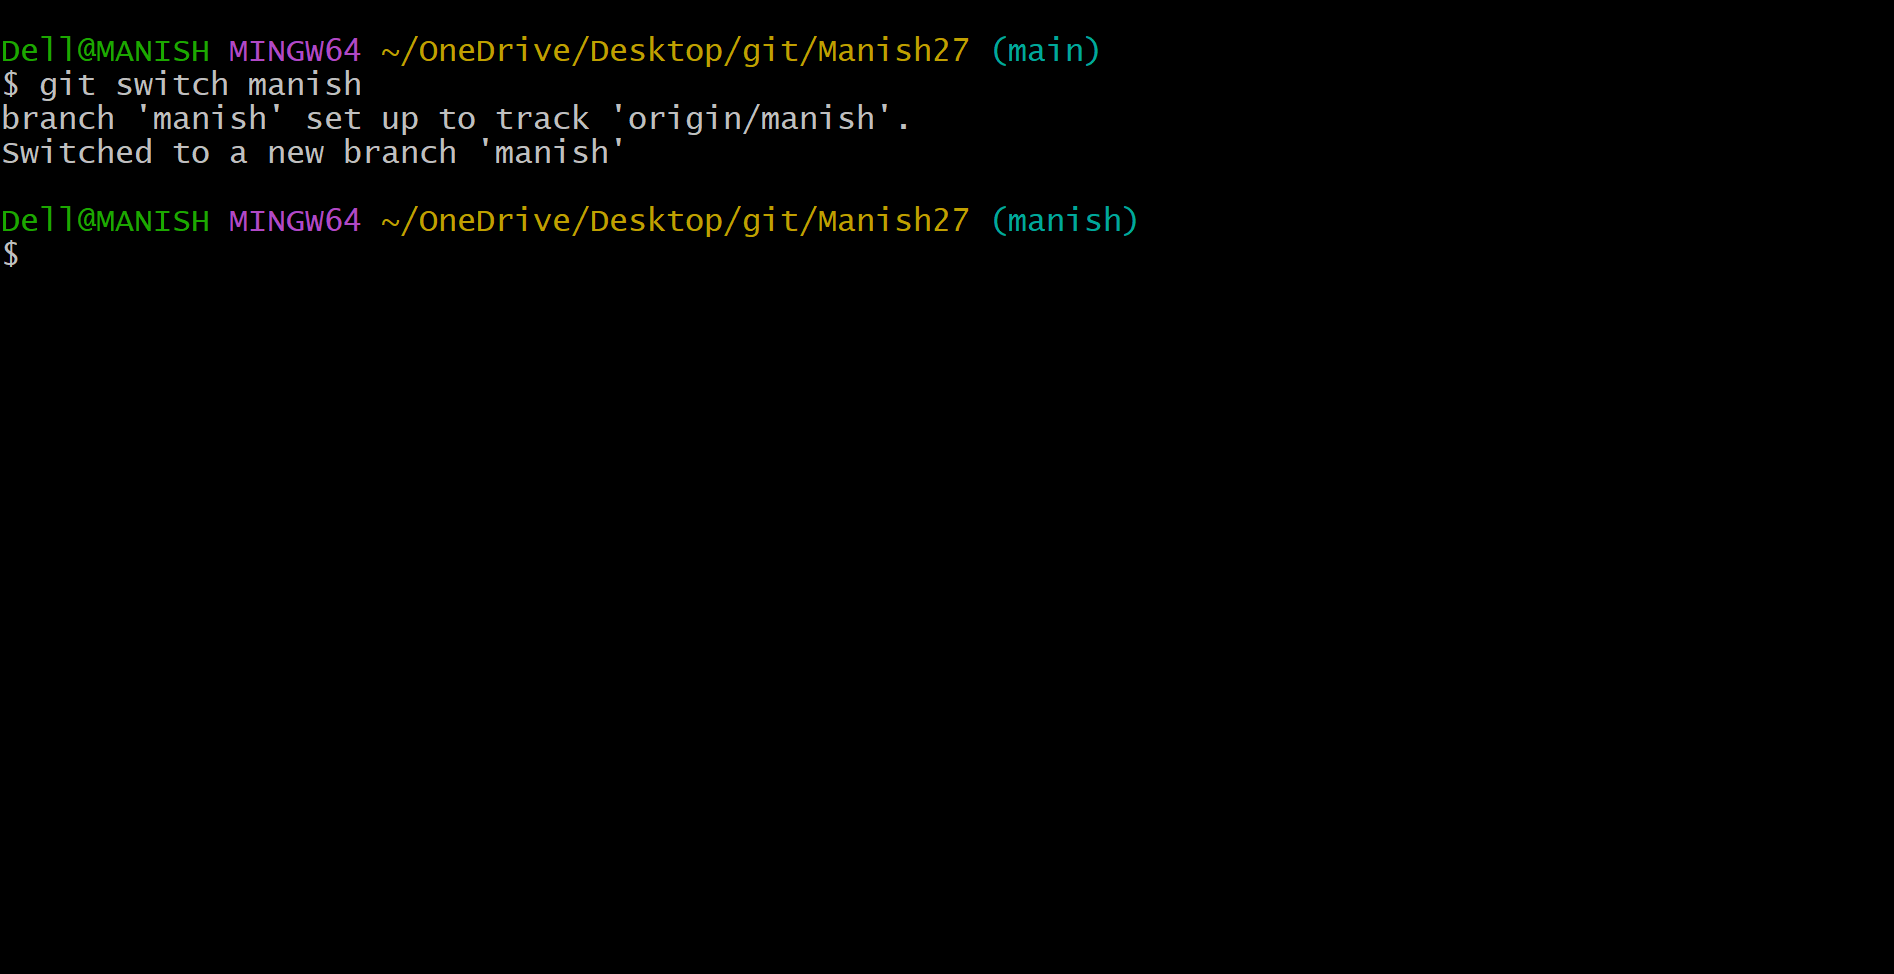 Dell@MANISH MINGW64 ~/OneDrive/Desktop/git/Manish27 (main)
$ git switch manish
branch 'manish' set up to track 'origin/manish'.
Switched to a new branch 'manish'
Dell@MANISH MINGW64 ~/OneDrive/Desktop/git/Manish27 (manish)
$